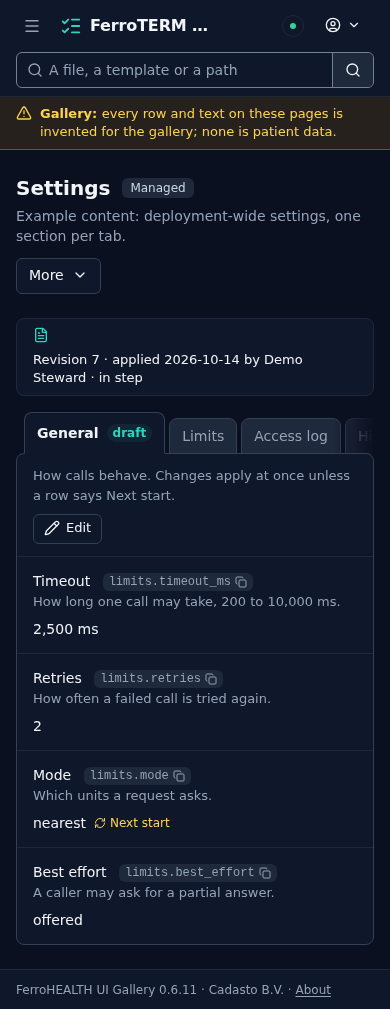 FerroTERM ...
A file, a template or a path
Gallery: every row and text on these pages is
invented for the gallery; none is patient data.
Settings Managed
Example content: deployment-wide settings, one
section per tab.
More
Revision 7 · applied 2026-10-14 by Demo
Steward · in step
General draft Limits Access log
How calls behave. Changes apply at once unless
a row says Next start.
Edit
Timeout limits.timeout_ms
How long one call may take, 200 to 10,000 ms.
2,500 ms
Retries limits.retries
How often a failed call is tried again.
2
Mode limits.mode
Which units a request asks.
nearest Next start
Best effort limits.best_effort
A caller may ask for a partial answer.
offered
FerroHEALTH UI Gallery 0.6.11 · Cadasto B.V. · About